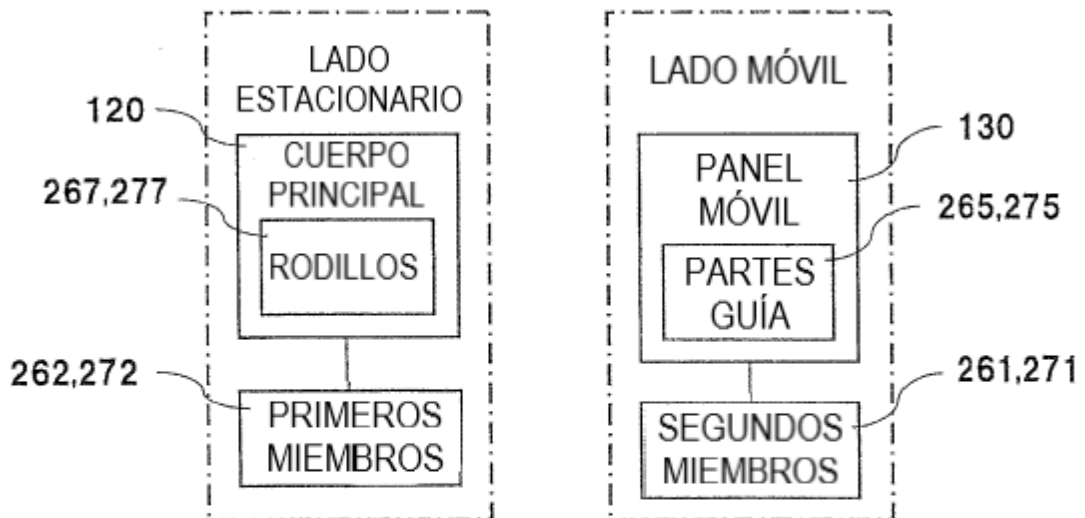 LADO
ESTACIONARIO
120
CUERPO
PRINCIPAL
267,277
RODILLOS
262,272
PRIMEROS
MIEMBROS
LADO MÓVIL
130
PANEL
MÓVIL
265,275
PARTES
GUÍA
261,271
SEGUNDOS
MIEMBROS